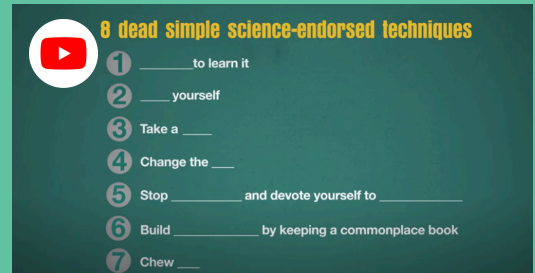 8 dead simple science-endorsed techniques
1 ________to learn it
2 ____ yourself
3 Take a ____
4 Change the ___
5 Stop __________ and devote yourself to ____________
6 Build ____________ by keeping a commonplace book
7 Chew ___